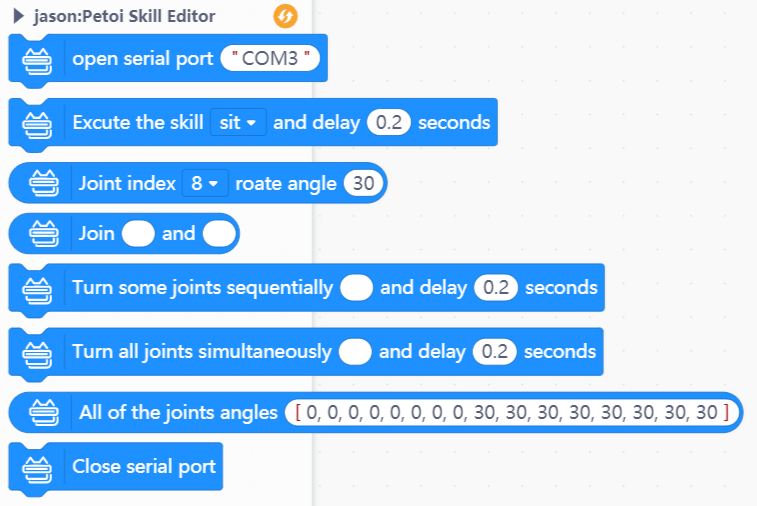 jason:Petoi Skill Editor
open serial port "COM3"
Excute the skill sit and delay 0.2 seconds
Joint index 8 roate angle 30
Join and
Turn some joints sequentially and delay 0.2 seconds
Turn all joints simultaneously and delay 0.2 seconds
All of the joints angles [ 0, 0, 0, 0, 0, 0, 0, 0, 30, 30, 30, 30, 30, 30, 30, 30 ]
Close serial port